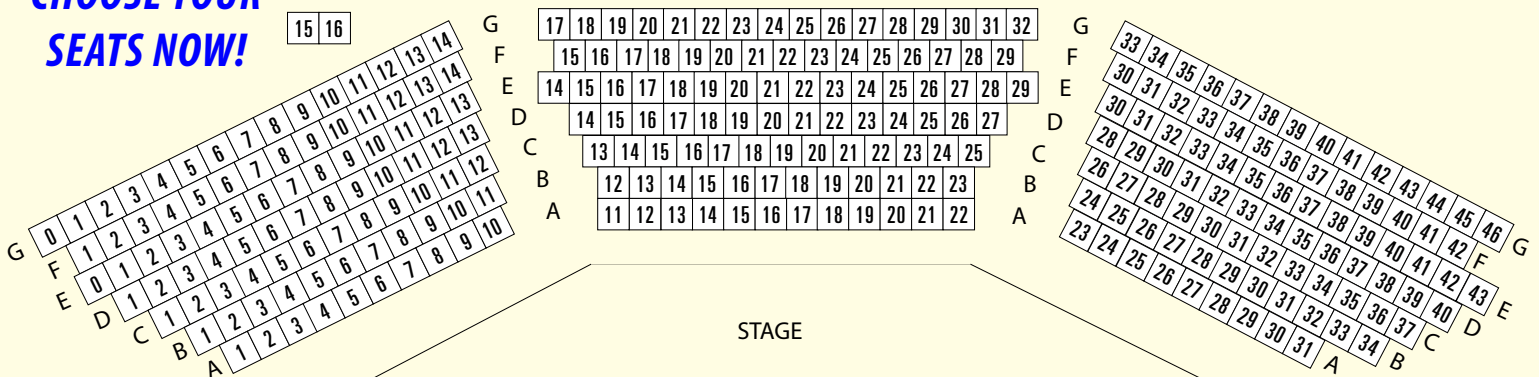 CHOOSE YOUR
SEATS NOW!
15 16
G 0 1 2 3 4 5 6 7 8 9 10 11 12 13 14 G
F 1 2 3 4 5 6 7 8 9 10 11 12 13 14 F
E 0 1 2 3 4 5 6 7 8 9 10 11 12 13 E
D 1 2 3 4 5 6 7 8 9 10 11 12 13 D
C 1 2 3 4 5 6 7 8 9 10 11 12 C
B 1 2 3 4 5 6 7 8 9 10 11 B
A 1 2 3 4 5 6 7 8 9 10 A
17 18 19 20 21 22 23 24 25 26 27 28 29 30 31 32
15 16 17 18 19 20 21 22 23 24 25 26 27 28 29
14 15 16 17 18 19 20 21 22 23 24 25 26 27 28 29
14 15 16 17 18 19 20 21 22 23 24 25 26 27
13 14 15 16 17 18 19 20 21 22 23 24 25
12 13 14 15 16 17 18 19 20 21 22 23
11 12 13 14 15 16 17 18 19 20 21 22
G 33 34 35 36 37 38 39 40 41 42 43 44 45 46 G
F 30 31 32 33 34 35 36 37 38 39 40 41 42 F
E 30 31 32 33 34 35 36 37 38 39 40 41 42 43 E
D 28 29 30 31 32 33 34 35 36 37 38 39 40 D
C 26 27 28 29 30 31 32 33 34 35 36 37 C
B 24 25 26 27 28 29 30 31 32 33 34 B
A 23 24 25 26 27 28 29 30 31 A
STAGE